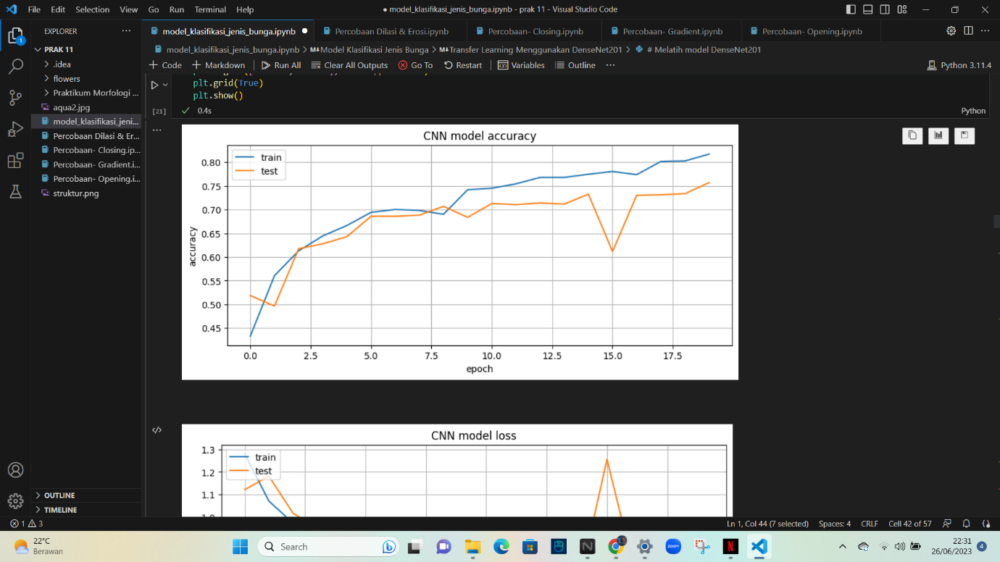 File Edit Selection View Go Run Terminal Help
● model_klasifikasi_jenis_bunga.ipynb - prak 11 - Visual Studio Code
EXPLORER
model_klasifikasi_jenis_bunga.ipynb ●
Percobaan Dilasi & Erosi.ipynb
Percobaan- Closing.ipynb
Percobaan- Gradient.ipynb
Percobaan- Opening.ipynb
1
PRAK 11
.idea
flowers
Praktikum Morfologi ...
aqua2.jpg
model_klasifikasi_jeni...
Percobaan Dilasi & Er...
Percobaan- Closing.ip...
Percobaan- Gradient.i...
Percobaan- Opening.i...
struktur.png
OUTLINE
TIMELINE
model_klasifikasi_jenis_bunga.ipynb > M↓Model Klasifikasi Jenis Bunga > M↓Transfer Learning Menggunakan DenseNet201 > # Melatih model DenseNet201
+ Code + Markdown Run All Clear All Outputs Go To Restart Variables Outline ... Python 3.11.4
plt.grid(True)
plt.show()
[21] 0.4s Python
CNN model accuracy
train
test
0.80
0.75
0.70
0.65
0.60
0.55
0.50
0.45
accuracy
0.0 2.5 5.0 7.5 10.0 12.5 15.0 17.5
epoch
CNN model loss
train
test
1.3
1.2
1.1
1 3 Ln 1, Col 44 (7 selected) Spaces: 4 CRLF Cell 42 of 57
22°C
Berawan
Search
zoom
22:31
26/06/2023
4